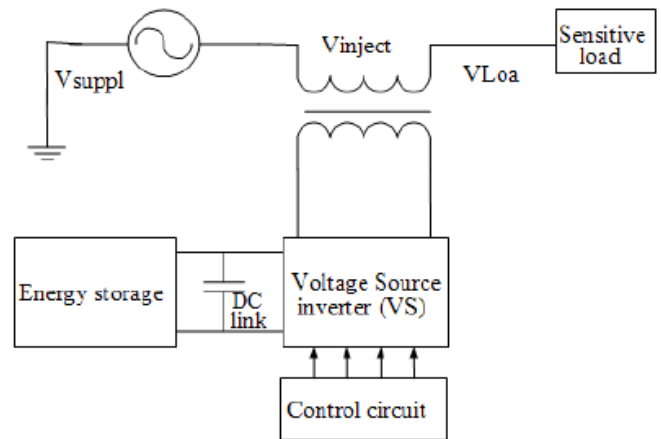 Vsuppl
Vinject
VLoa
Sensitive
load
Energy storage
DC
link
Voltage Source
inverter (VS)
Control circuit